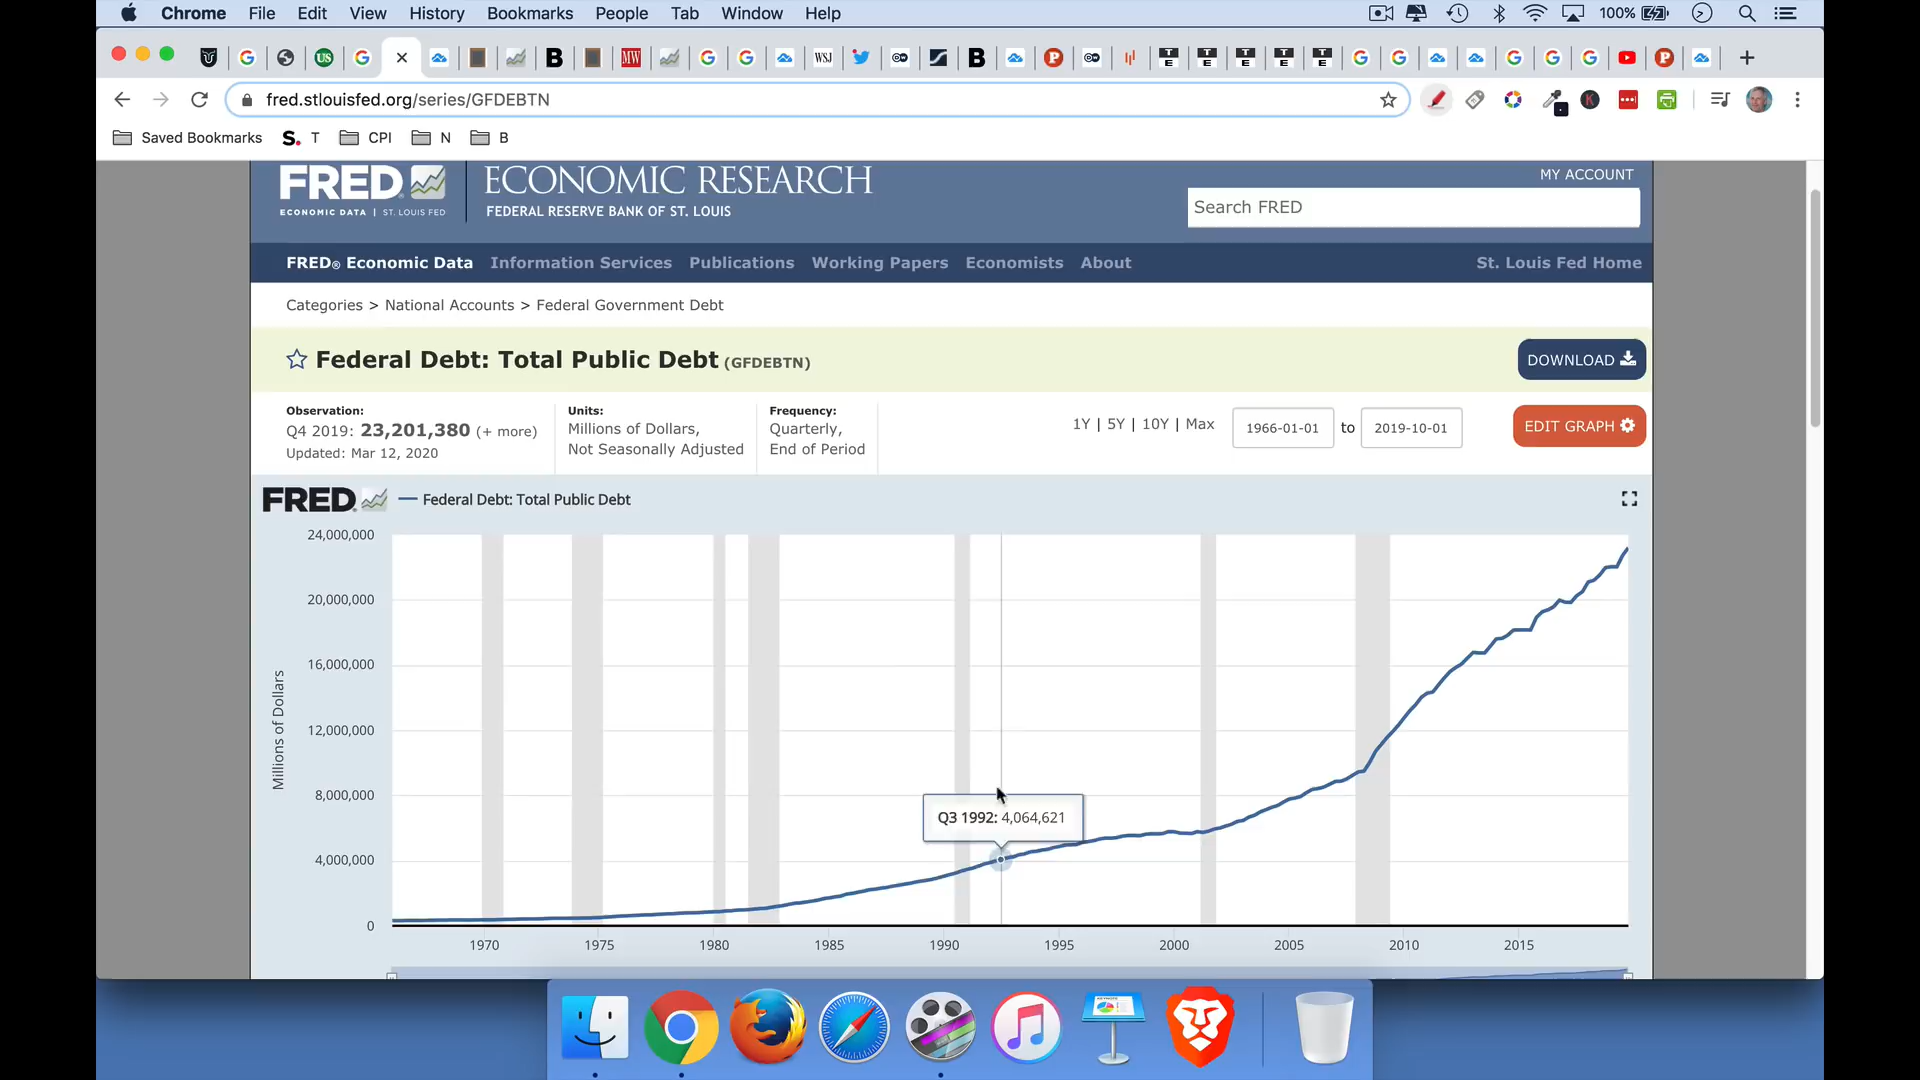 Chrome File Edit View History Bookmarks People Tab Window Help 100%
US B MW WSJ B T E T E T E T E T E
fred.stlouisfed.org/series/GFDEBTN
Saved Bookmarks S. T CPI N B
FRED ECONOMIC RESEARCH
ECONOMIC DATA | ST. LOUIS FED FEDERAL RESERVE BANK OF ST. LOUIS
MY ACCOUNT
Search FRED
FRED® Economic Data Information Services Publications Working Papers Economists About St. Louis Fed Home
Categories > National Accounts > Federal Government Debt
Federal Debt: Total Public Debt (GFDEBTN)
DOWNLOAD
Observation:
Q4 2019: 23,201,380 (+ more)
Updated: Mar 12, 2020
Units:
Millions of Dollars,
Not Seasonally Adjusted
Frequency:
Quarterly,
End of Period
1Y | 5Y | 10Y | Max 1966-01-01 to 2019-10-01
EDIT GRAPH
FRED Federal Debt: Total Public Debt
24,000,000
20,000,000
16,000,000
12,000,000
8,000,000
4,000,000
0
Millions of Dollars
Q3 1992: 4,064,621
1970 1975 1980 1985 1990 1995 2000 2005 2010 2015
KEYNOTE